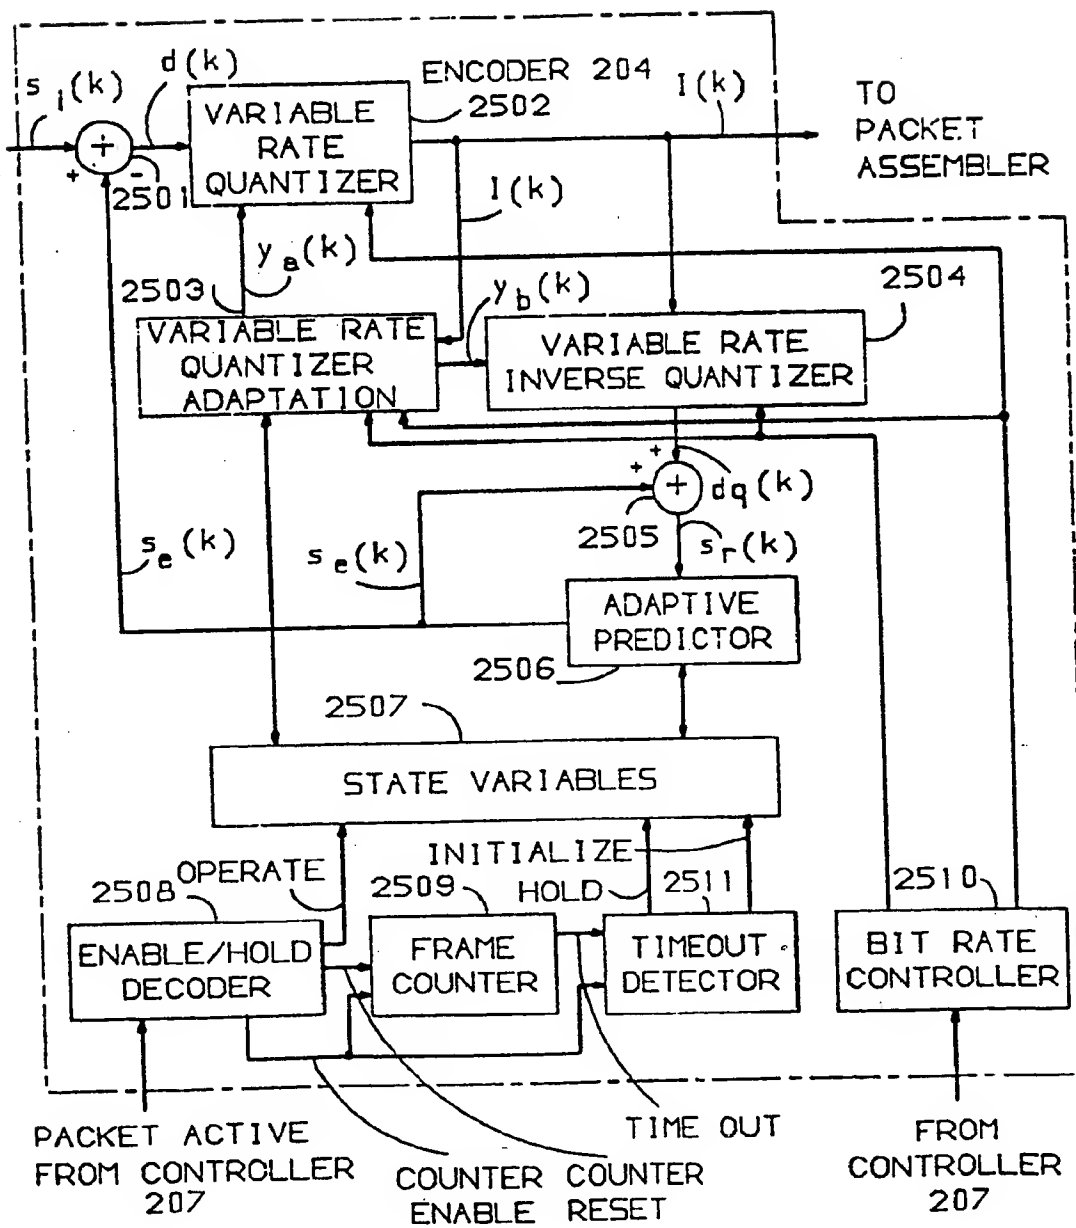 s_i(k)
d(k)
ENCODER 204
2502
I(k)
TO
PACKET
ASSEMBLER
VARIABLE
RATE
QUANTIZER
+
+
-
2501
I(k)
y_a(k)
2503
y_b(k)
2504
VARIABLE RATE
QUANTIZER
ADAPTATION
VARIABLE RATE
INVERSE QUANTIZER
+
+
+
dq(k)
2505
s_r(k)
s_e(k)
s_e(k)
ADAPTIVE
PREDICTOR
2506
2507
STATE VARIABLES
OPERATE
INITIALIZE
HOLD
2508
2509
2511
2510
ENABLE/HOLD
DECODER
FRAME
COUNTER
TIMEOUT
DETECTOR
BIT RATE
CONTROLLER
PACKET ACTIVE
FROM CONTROLLER
207
COUNTER
ENABLE
COUNTER
RESET
TIME OUT
FROM
CONTROLLER
207